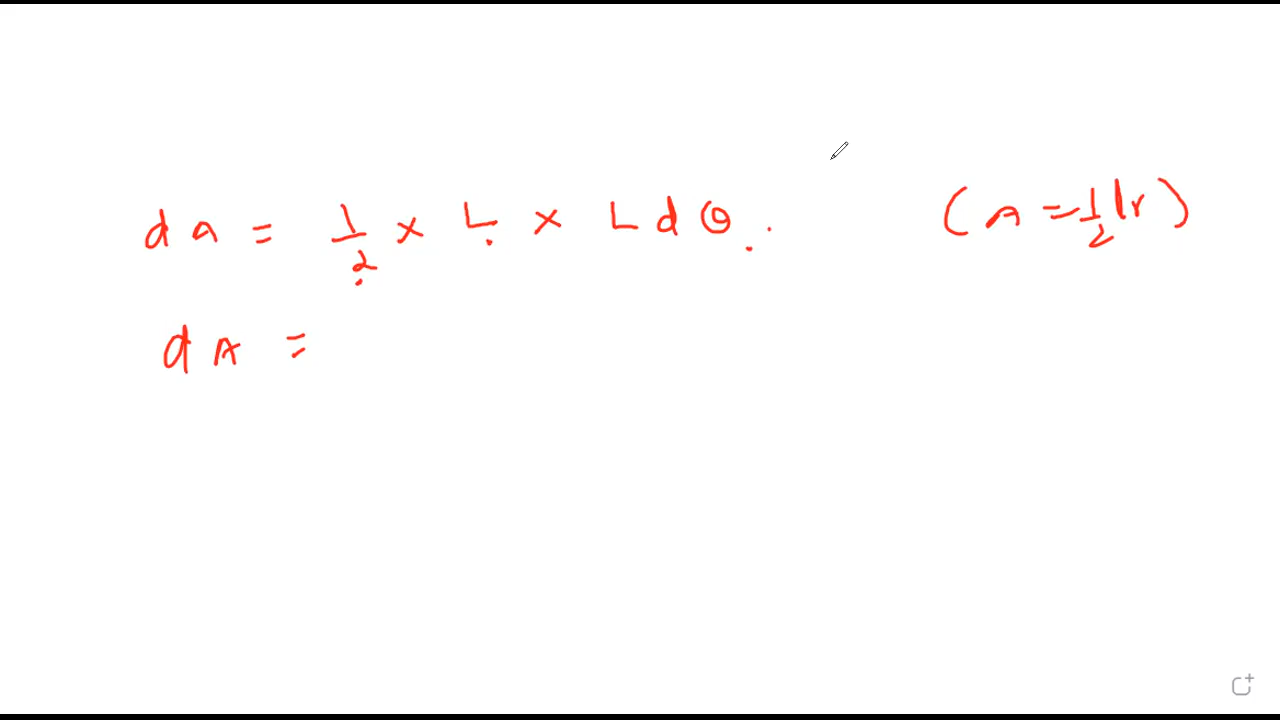 da = 1/2 × L × L dθ. (A = 1/2 lr)
dA =